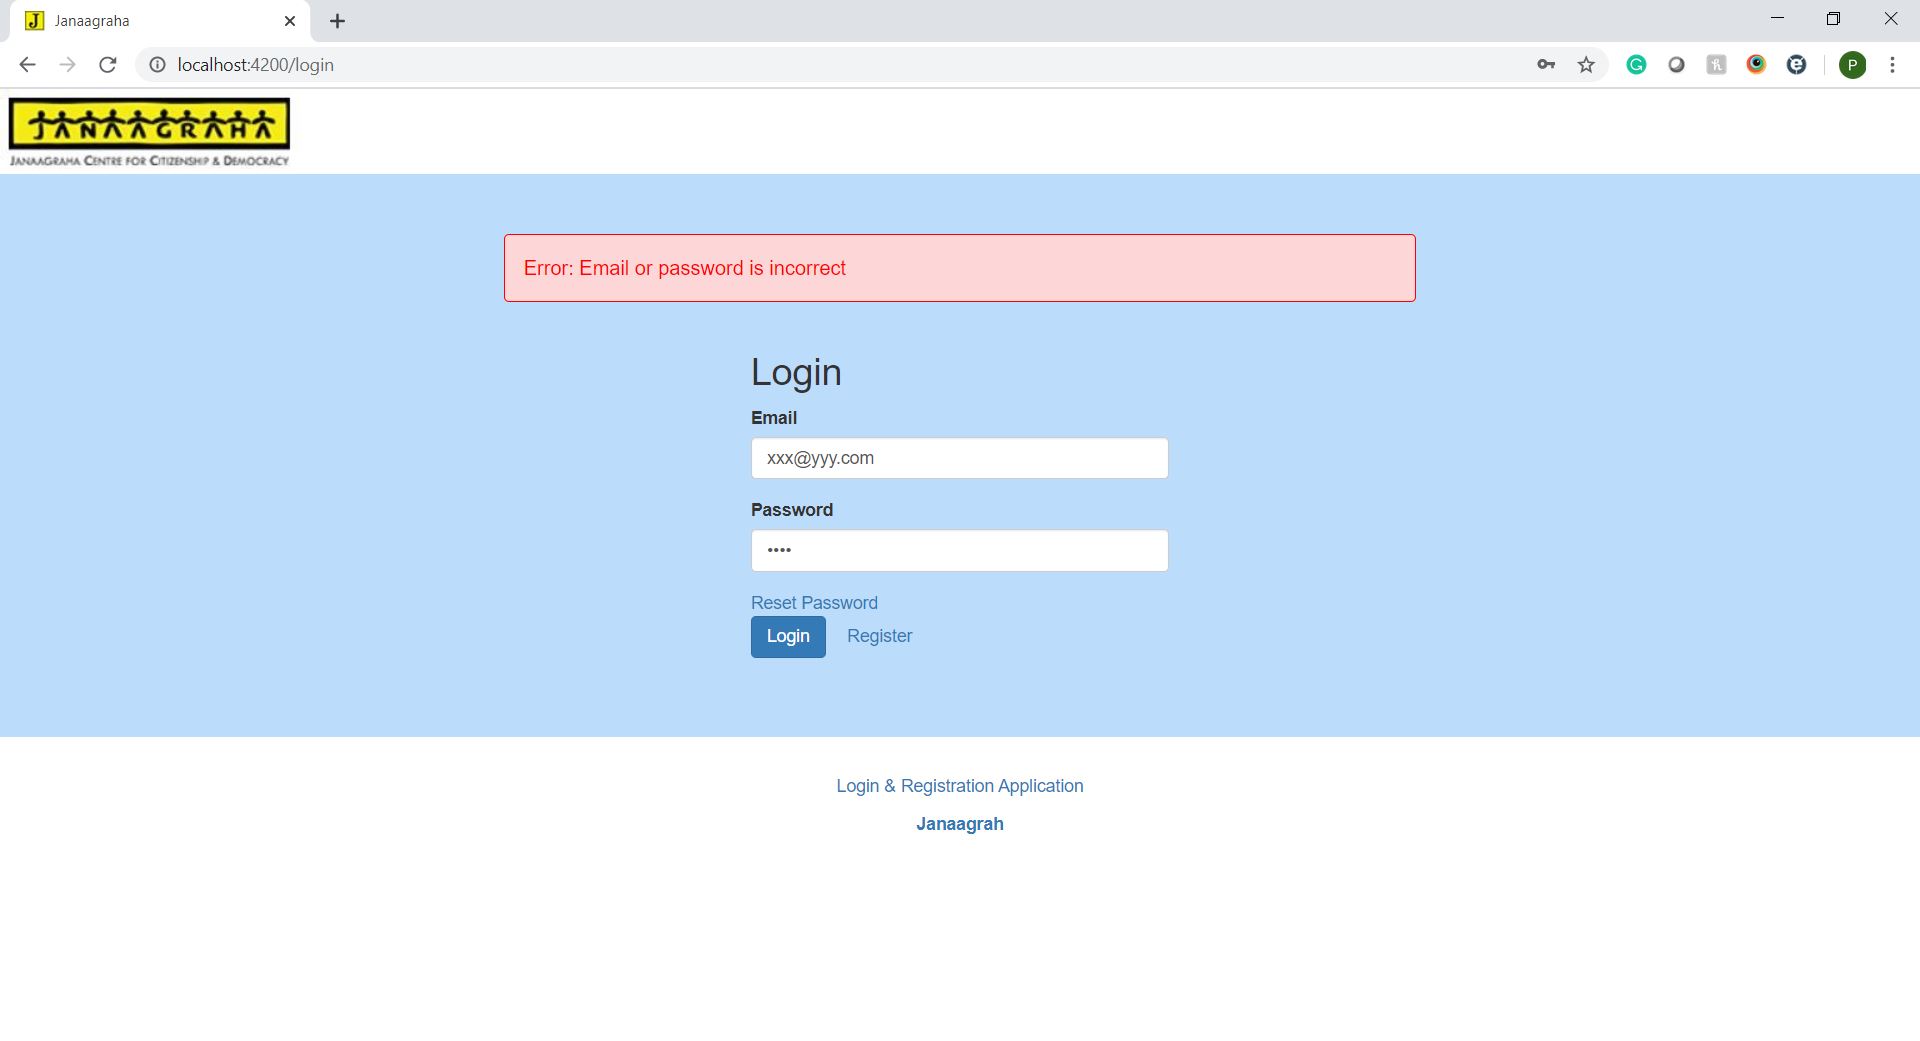 Janaagraha
localhost:4200/login
P
JANAAGRAHA
JANAAGRAHA CENTRE FOR CITIZENSHIP & DEMOCRACY
Error: Email or password is incorrect
Login
Email
xxx@yyy.com
Password
••••
Reset Password
Login Register
Login & Registration Application
Janaagrah